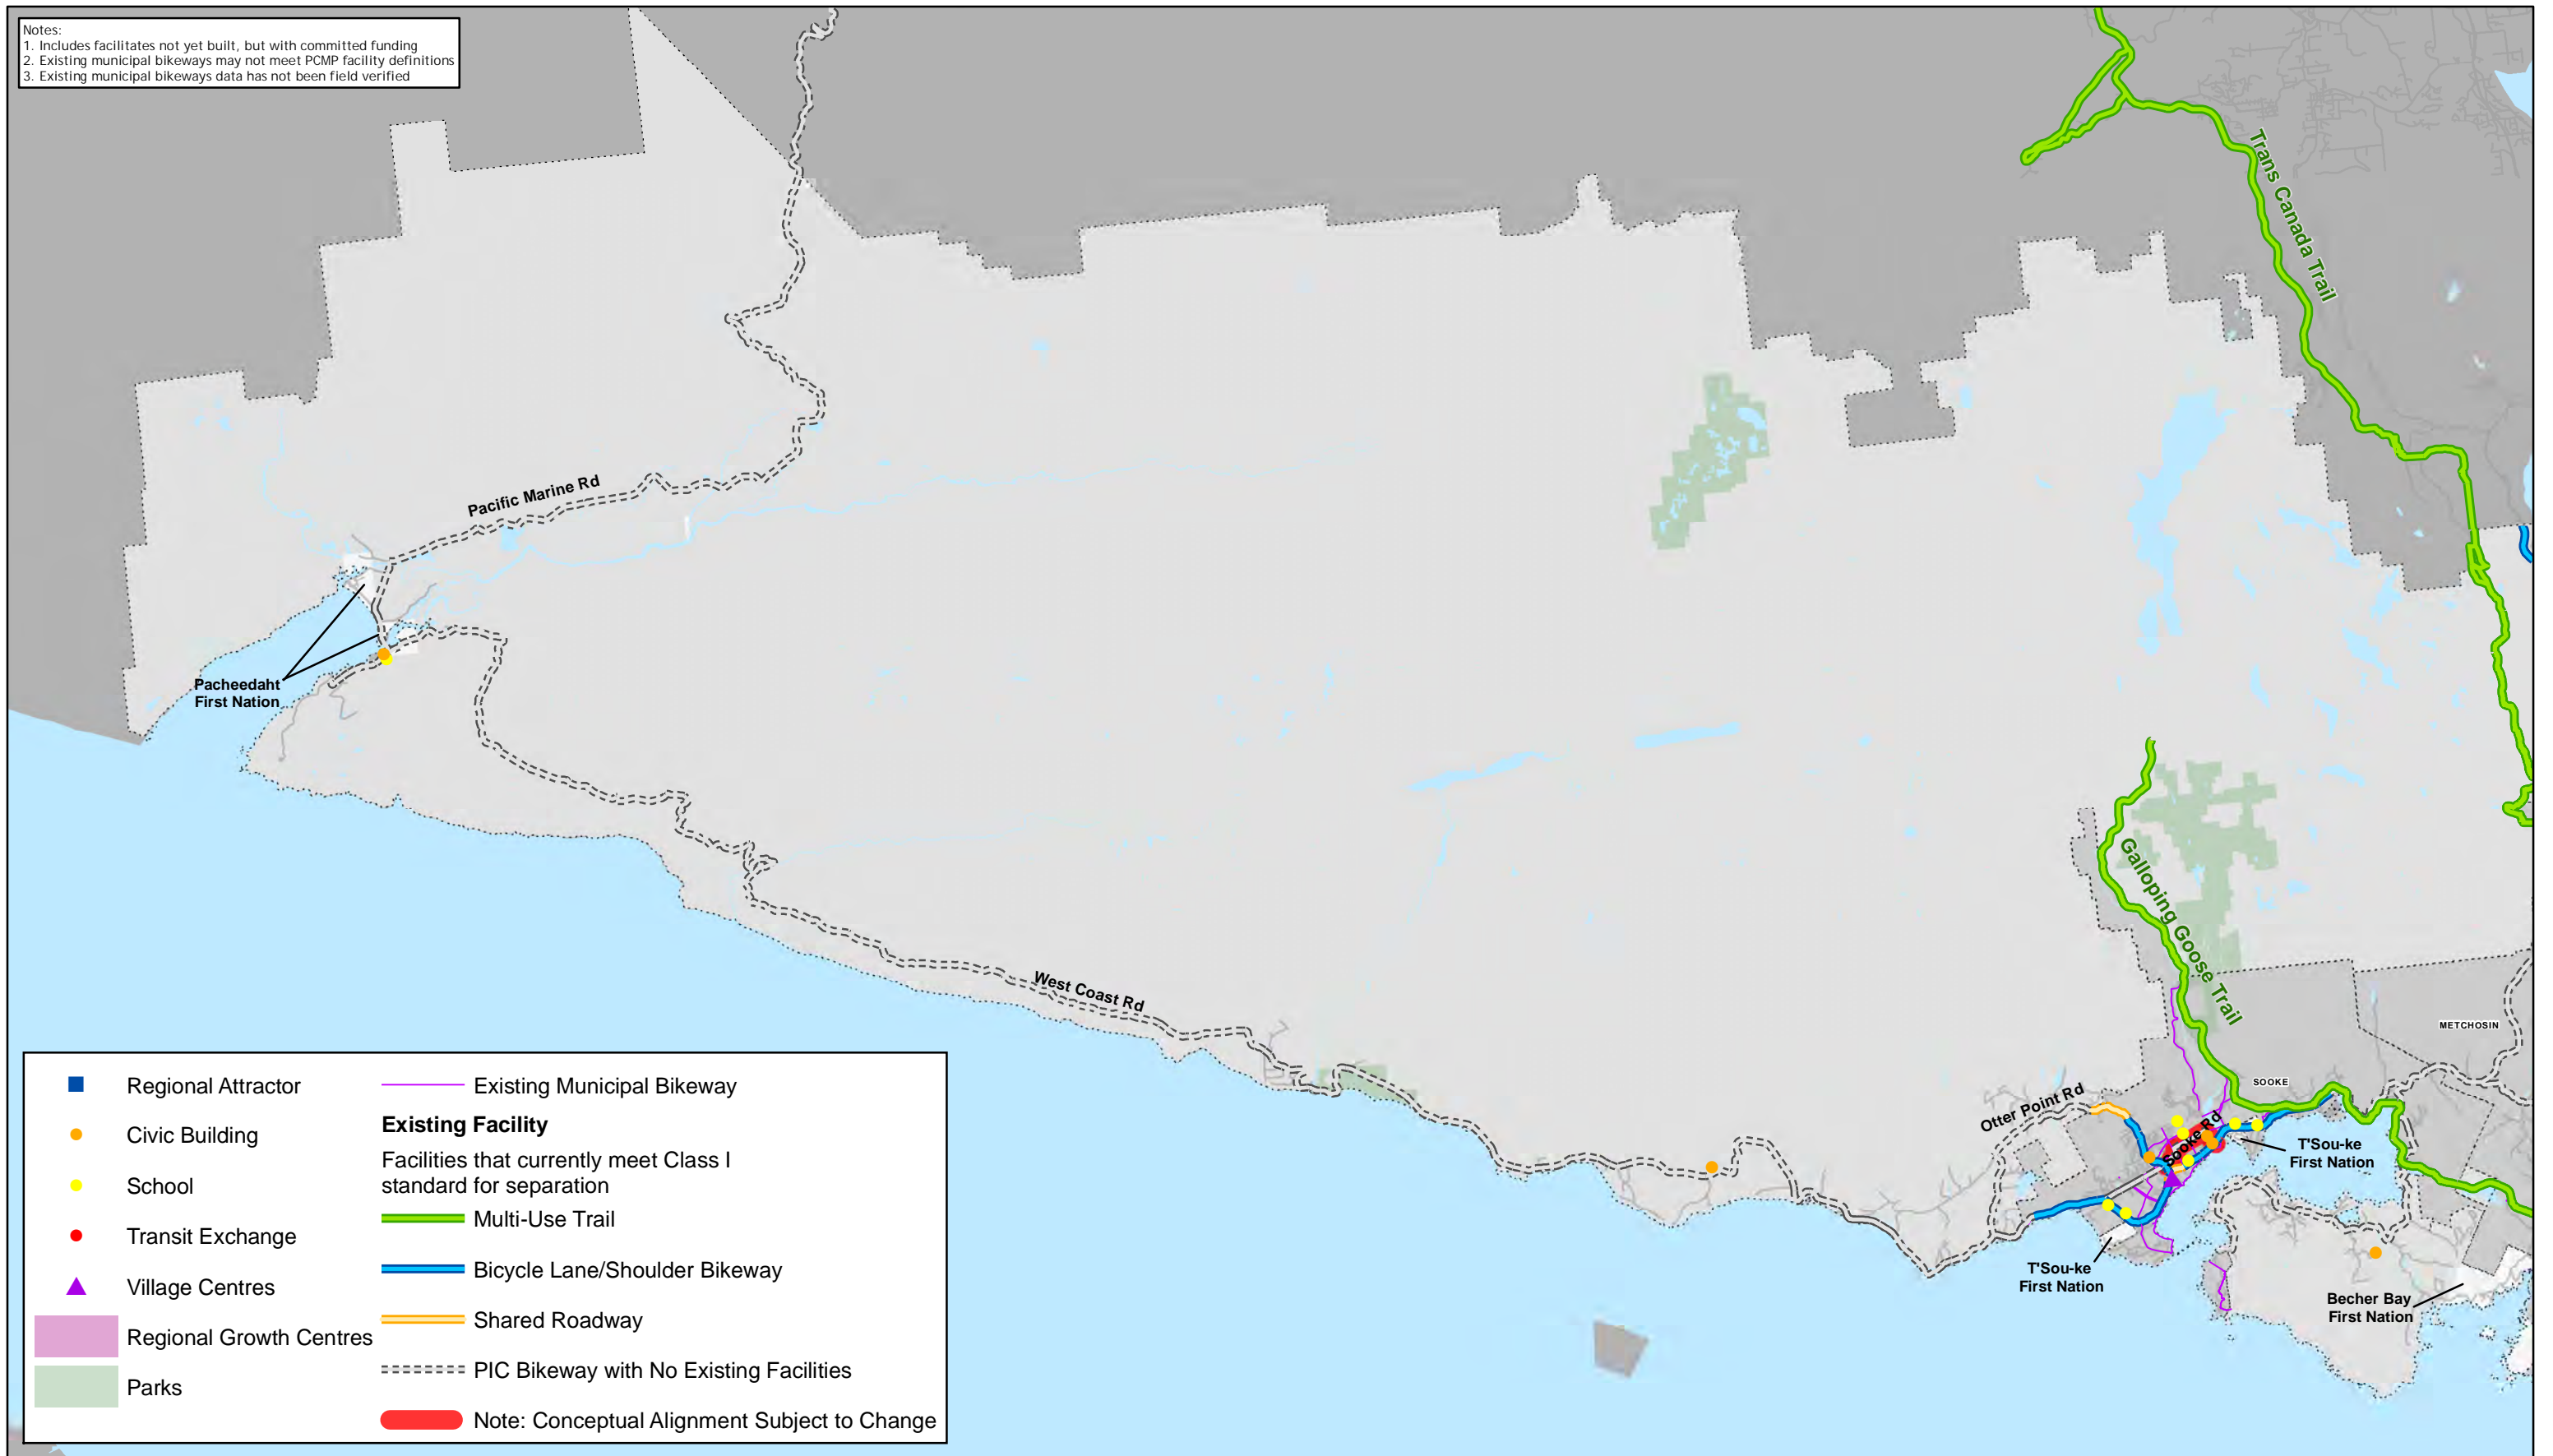 Notes:
1. Includes facilitates not yet built, but with committed funding
2. Existing municipal bikeways may not meet PCMP facility definitions
3. Existing municipal bikeways data has not been field verified
Trans Canada Trail
Pacific Marine Rd
Pacheedaht
First Nation
Galloping Goose Trail
West Coast Rd
METCHOSIN
SOOKE
Otter Point Rd
Sooke Rd
T'Sou-ke
First Nation
T'Sou-ke
First Nation
Becher Bay
First Nation
Regional Attractor
Civic Building
School
Transit Exchange
Village Centres
Regional Growth Centres
Parks
Existing Municipal Bikeway
Existing Facility
Facilities that currently meet Class I
standard for separation
Multi-Use Trail
Bicycle Lane/Shoulder Bikeway
Shared Roadway
PIC Bikeway with No Existing Facilities
Note: Conceptual Alignment Subject to Change